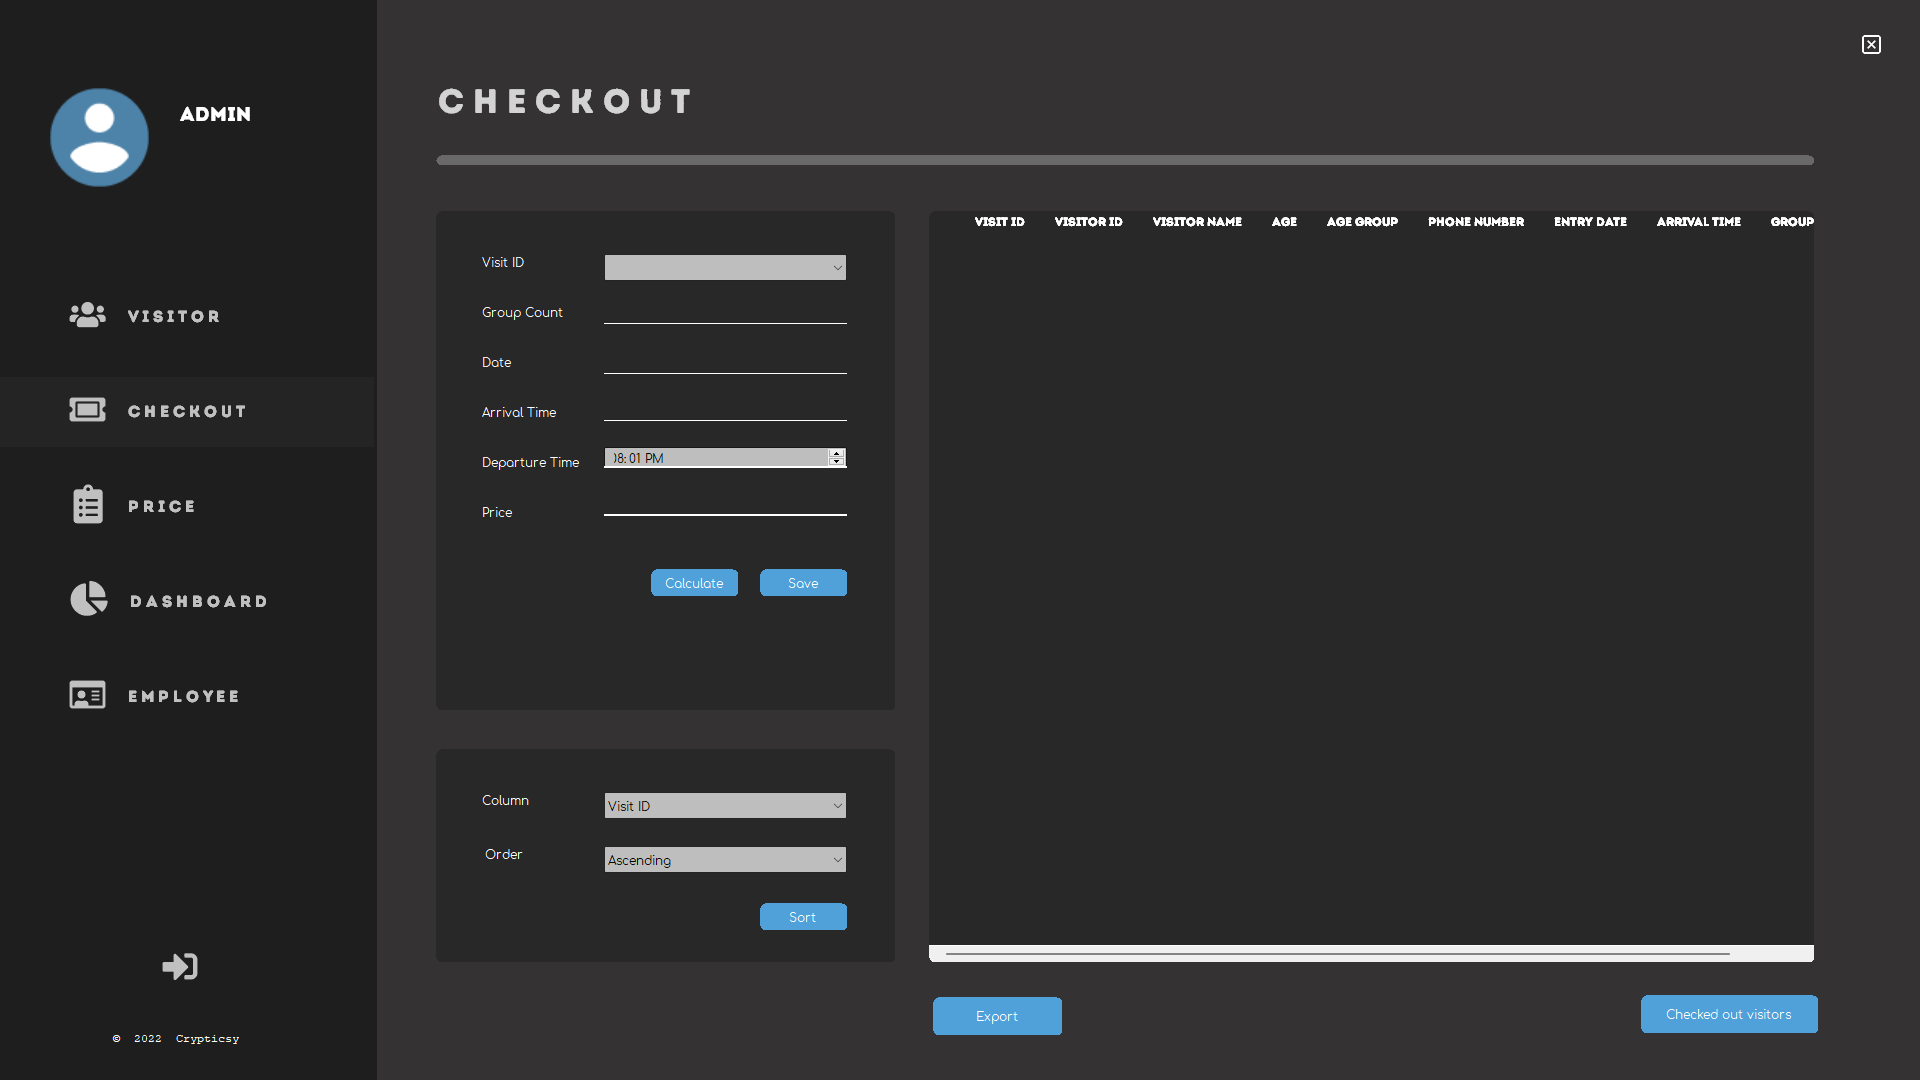 ADMIN
VISITOR
CHECKOUT
PRICE
DASHBOARD
EMPLOYEE
© 2022 Crypticsy
CHECKOUT
Visit ID
Group Count
Date
Arrival Time
Departure Time 08:01 PM
Price
Calculate Save
Column Visit ID
Order Ascending
Sort
VISIT ID VISITOR ID VISITOR NAME AGE AGE GROUP PHONE NUMBER ENTRY DATE ARRIVAL TIME GROUP
Export
Checked out visitors